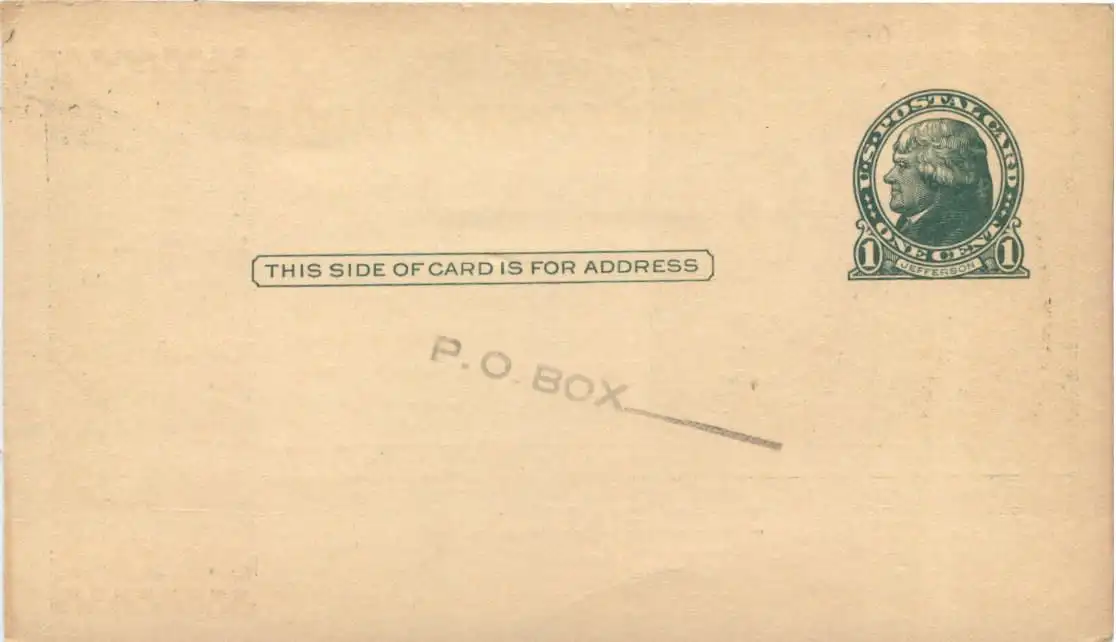 U.S. POSTAL CARD
1 ONE CENT 1
JEFFERSON
THIS SIDE OF CARD IS FOR ADDRESS
P.O. BOX